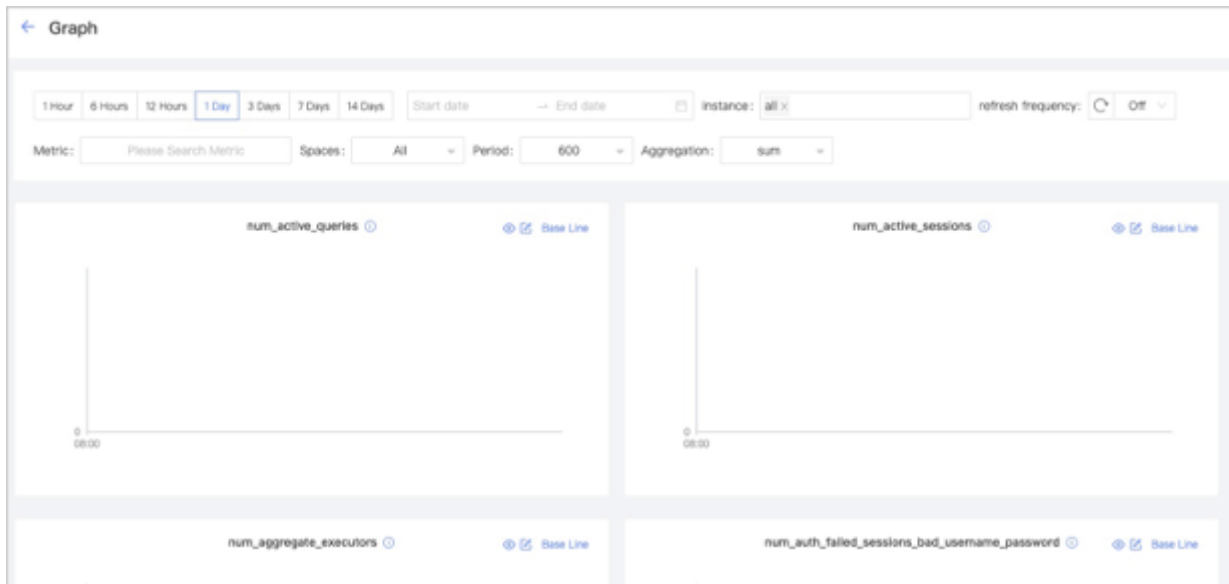 Graph
1 Hour 6 Hours 12 Hours 1 Day 3 Days 7 Days 14 Days Start date → End date instance: all × refresh frequency: Off
Metric: Please Search Metric Spaces: All Period: 600 Aggregation: sum
num_active_queries Base Line num_active_sessions Base Line
0 0
08:00 08:00
num_aggregate_executors Base Line num_auth_failed_sessions_bad_username_password Base Line